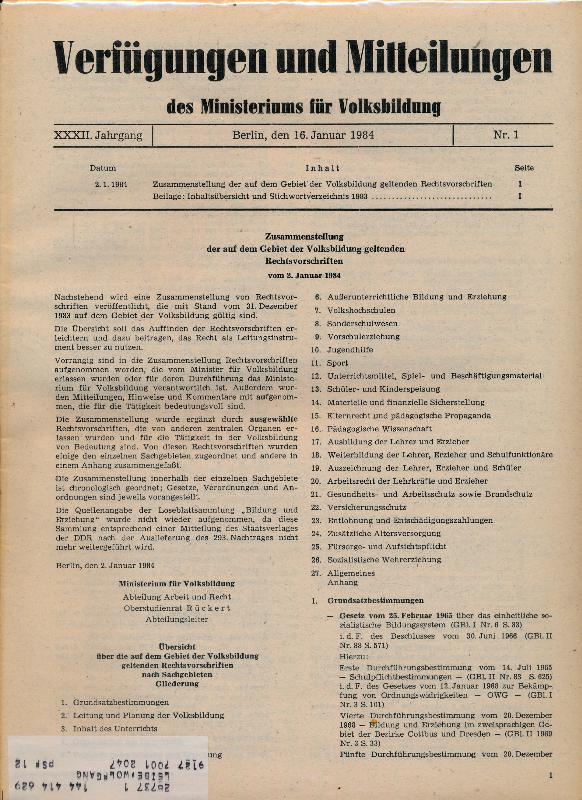 Verfügungen und Mitteilungen
des Ministeriums für Volksbildung
XXXII. Jahrgang
Berlin, den 16. Januar 1984
Nr. 1
Datum
Inhalt
Seite
2. 1. 1984
Zusammenstellung der auf dem Gebiet der Volksbildung geltenden Rechtsvorschriften
1
Beilage: Inhaltsübersicht und Stichwortverzeichnis 1983 ..............................
I
Zusammenstellung
der auf dem Gebiet der Volksbildung geltenden
Rechtsvorschriften
vom 2. Januar 1984
Nachstehend wird eine Zusammenstellung von Rechtsvor-
schriften veröffentlicht, die mit Stand vom 31. Dezember
1983 auf dem Gebiet der Volksbildung gültig sind.
Die Übersicht soll das Auffinden der Rechtsvorschriften er-
leichtern und dazu beitragen, das Recht als Leitungsinstru-
ment besser zu nutzen.
Vorrangig sind in die Zusammenstellung Rechtsvorschriften
aufgenommen worden, die vom Minister für Volksbildung
erlassen wurden oder für deren Durchführung das Ministe-
rium für Volksbildung verantwortlich ist. Außerdem wur-
den Mitteilungen, Hinweise und Kommentare mit aufgenom-
men, die für die Tätigkeit bedeutungsvoll sind.
Die Zusammenstellung wurde ergänzt durch ausgewählte
Rechtsvorschriften, die von anderen zentralen Organen er-
lassen wurden und für die Tätigkeit in der Volksbildung
von Bedeutung sind. Von diesen Rechtsvorschriften wurden
einige den einzelnen Sachgebieten zugeordnet und andere in
einem Anhang zusammengefaßt.
Die Zusammenstellung innerhalb der einzelnen Sachgebiete
ist chronologisch geordnet; Gesetze, Verordnungen und An-
ordnungen sind jeweils vorangestellt.
Die Quellenangabe der Loseblattsammlung „Bildung und
Erziehung" wurde nicht wieder aufgenommen, da diese
Sammlung entsprechend einer Mitteilung des Staatsverlages
der DDR nach der Auslieferung des 293. Nachtrages nicht
mehr weitergeführt wird.
Berlin, den 2. Januar 1984
Ministerium für Volksbildung
Abteilung Arbeit und Recht
Oberstudienrat Rückert
Abteilungsleiter
Übersicht
über die auf dem Gebiet der Volksbildung
geltenden Rechtsvorschriften
nach Sachgebieten
Gliederung
1. Grundsatzbestimmungen
2. Leitung und Planung der Volksbildung
3. Inhalt des Unterrichts
6. Außerunterrichtliche Bildung und Erziehung
7. Volkshochschulen
8. Sonderschulwesen
9. Vorschulerziehung
10. Jugendhilfe
11. Sport
12. Unterrichtsmittel, Spiel- und Beschäftigungsmaterial
13. Schüler- und Kinderspeisung
14. Materielle und finanzielle Sicherstellung
15. Elternrecht und pädagogische Propaganda
16. Pädagogische Wissenschaft
17. Ausbildung der Lehrer und Erzieher
18. Weiterbildung der Lehrer, Erzieher und Schulfunktionäre
19. Auszeichnung der Lehrer, Erzieher und Schüler
20. Arbeitsrecht der Lehrkräfte und Erzieher
21. Gesundheits- und Arbeitsschutz sowie Brandschutz
22. Versicherungsschutz
23. Entlohnung und Entschädigungszahlungen
24. Zusätzliche Altersversorgung
25. Fürsorge- und Aufsichtspflicht
26. Sozialistische Wehrerziehung
27. Allgemeines
Anhang
1. Grundsatzbestimmungen
— Gesetz vom 25. Februar 1965 über das einheitliche so-
zialistische Bildungssystem (GBl. I Nr. 6 S. 83)
i. d. F. des Beschlusses vom 30. Juni 1966 (GBl. II
Nr. 88 S. 571)
Hierzu:
Erste Durchführungsbestimmung vom 14. Juli 1965
— Schulpflichtbestimmungen — (GBl. II Nr. 83 S. 625)
i. d. F. des Gesetzes vom 12. Januar 1968 zur Bekämp-
fung von Ordnungswidrigkeiten — OWG — (GBl. I
Nr. 3 S. 101)
Vierte Durchführungsbestimmung vom 20. Dezember
1968 — Bildung und Erziehung im zweisprachigen Ge-
biet der Bezirke Cottbus und Dresden — (GBl. II 1969
Nr. 3 S. 33)
Fünfte Durchführungsbestimmung vom 20. Dezember
1